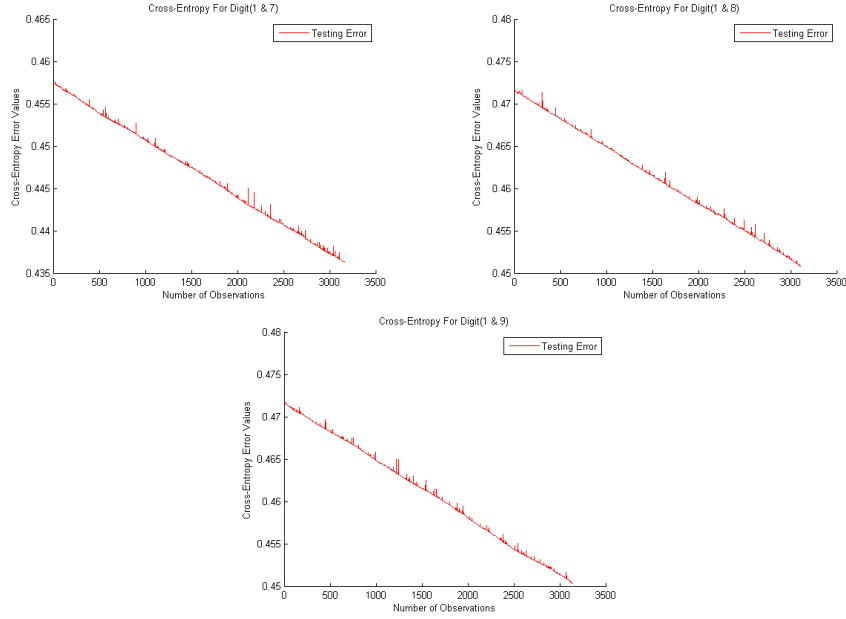 Cross-Entropy For Digit(1 & 7)
Testing Error
Cross-Entropy Error Values
0.465
0.46
0.455
0.45
0.445
0.44
0.435
0 500 1000 1500 2000 2500 3000 3500
Number of Observations
Cross-Entropy For Digit(1 & 8)
Testing Error
Cross-Entropy Error Values
0.48
0.475
0.47
0.465
0.46
0.455
0.45
0 500 1000 1500 2000 2500 3000 3500
Number of Observations
Cross-Entropy For Digit(1 & 9)
Testing Error
Cross-Entropy Error Values
0.48
0.475
0.47
0.465
0.46
0.455
0.45
0 500 1000 1500 2000 2500 3000 3500
Number of Observations